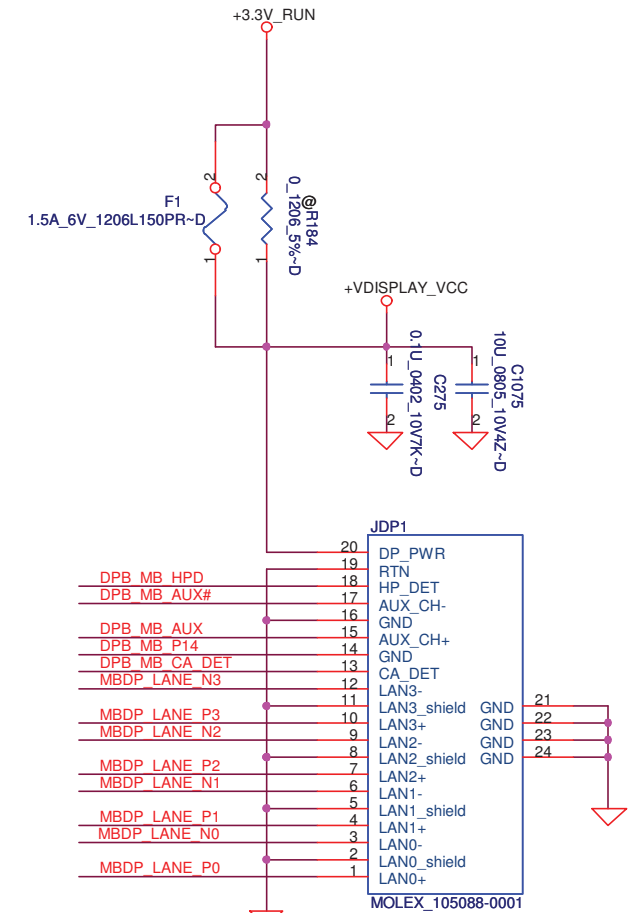 +3.3V_RUN
2
2
F1
1.5A_6V_1206L150PR~D
@R184
0_1206_5%~D
1
1
+VDISPLAY_VCC
1
1
C275
0.1U_0402_10V7K~D
C1075
10U_0805_10V4Z~D
2
2
JDP1
20 DP_PWR
19 RTN
DPB_MB_HPD 18 HP_DET
DPB_MB_AUX# 17 AUX_CH-
16 GND
DPB_MB_AUX 15 AUX_CH+
DPB_MB_P14 14 GND
DPB_MB_CA_DET 13 CA_DET
MBDP_LANE_N3 12 LAN3-
11 LAN3_shield GND 21
MBDP_LANE_P3 10 LAN3+ GND 22
MBDP_LANE_N2 9 LAN2- GND 23
8 LAN2_shield GND 24
MBDP_LANE_P2 7 LAN2+
MBDP_LANE_N1 6 LAN1-
5 LAN1_shield
MBDP_LANE_P1 4 LAN1+
MBDP_LANE_N0 3 LAN0-
2 LAN0_shield
MBDP_LANE_P0 1 LAN0+
MOLEX_105088-0001